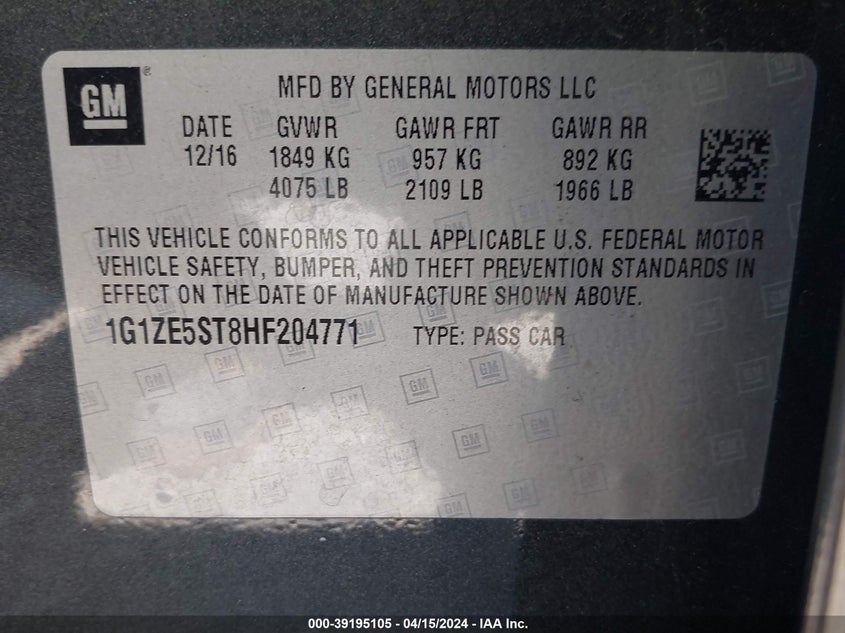 GM
MFD BY GENERAL MOTORS LLC
DATE GVWR GAWR FRT GAWR RR
12/16 1849 KG 957 KG 892 KG
4075 LB 2109 LB 1966 LB
THIS VEHICLE CONFORMS TO ALL APPLICABLE U.S. FEDERAL MOTOR
VEHICLE SAFETY, BUMPER, AND THEFT PREVENTION STANDARDS IN
EFFECT ON THE DATE OF MANUFACTURE SHOWN ABOVE.
1G1ZE5ST8HF204771 TYPE: PASS CAR
000-39195105 - 04/15/2024 - IAA Inc.